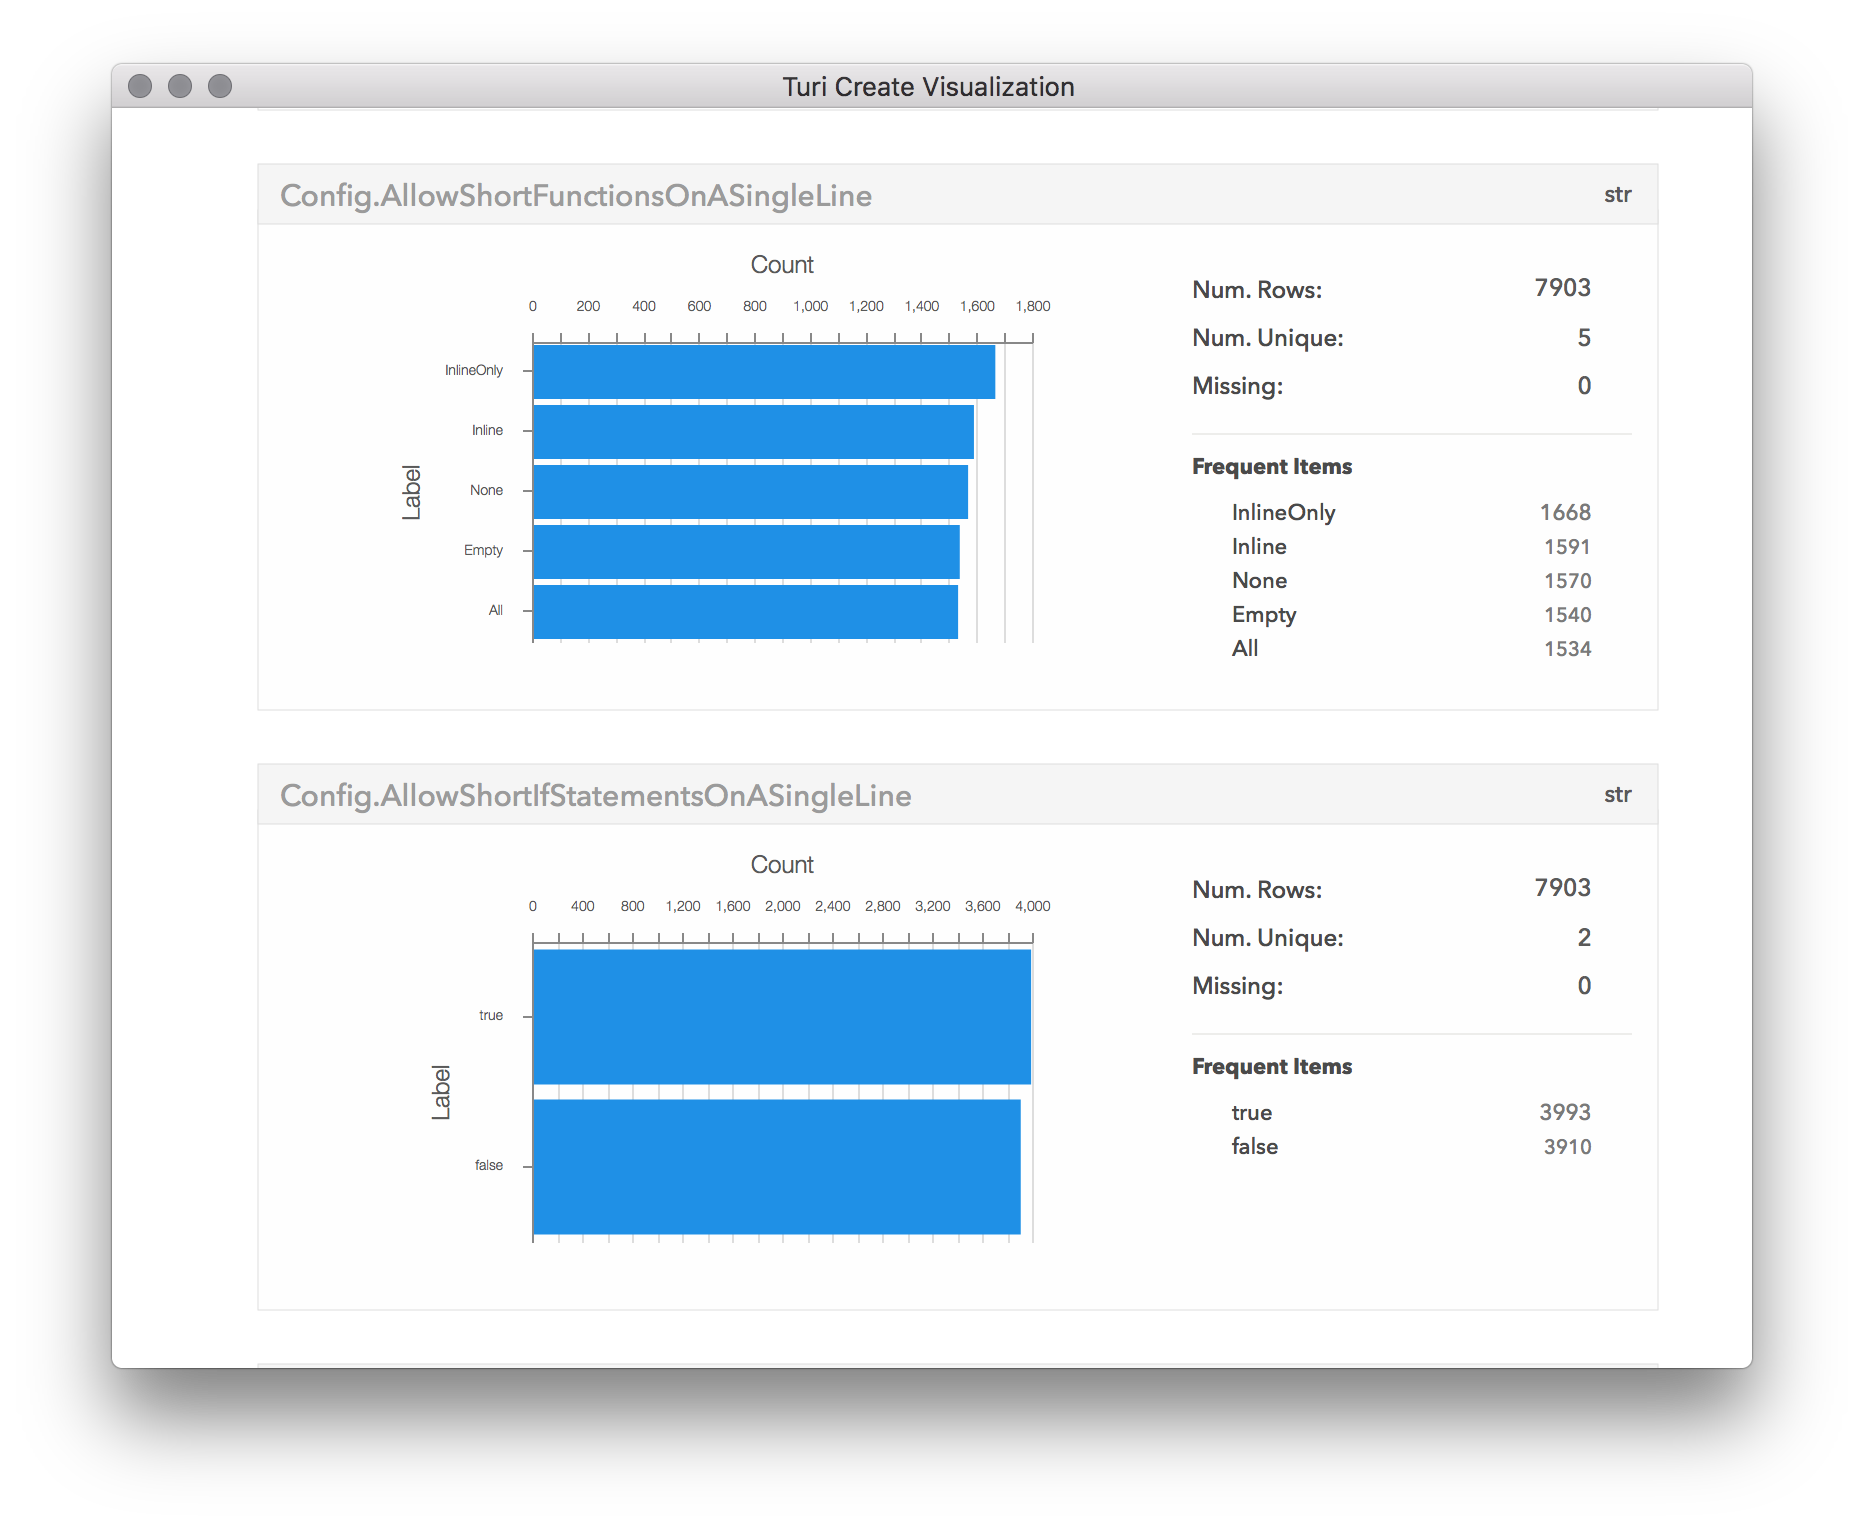 Turi Create Visualization
Config.AllowShortFunctionsOnASingleLine str
Count
0 200 400 600 800 1,000 1,200 1,400 1,600 1,800
Label
InlineOnly
Inline
None
Empty
All
Num. Rows: 7903
Num. Unique: 5
Missing: 0
Frequent Items
InlineOnly 1668
Inline 1591
None 1570
Empty 1540
All 1534
Config.AllowShortIfStatementsOnASingleLine str
Count
0 400 800 1,200 1,600 2,000 2,400 2,800 3,200 3,600 4,000
Label
true
false
Num. Rows: 7903
Num. Unique: 2
Missing: 0
Frequent Items
true 3993
false 3910